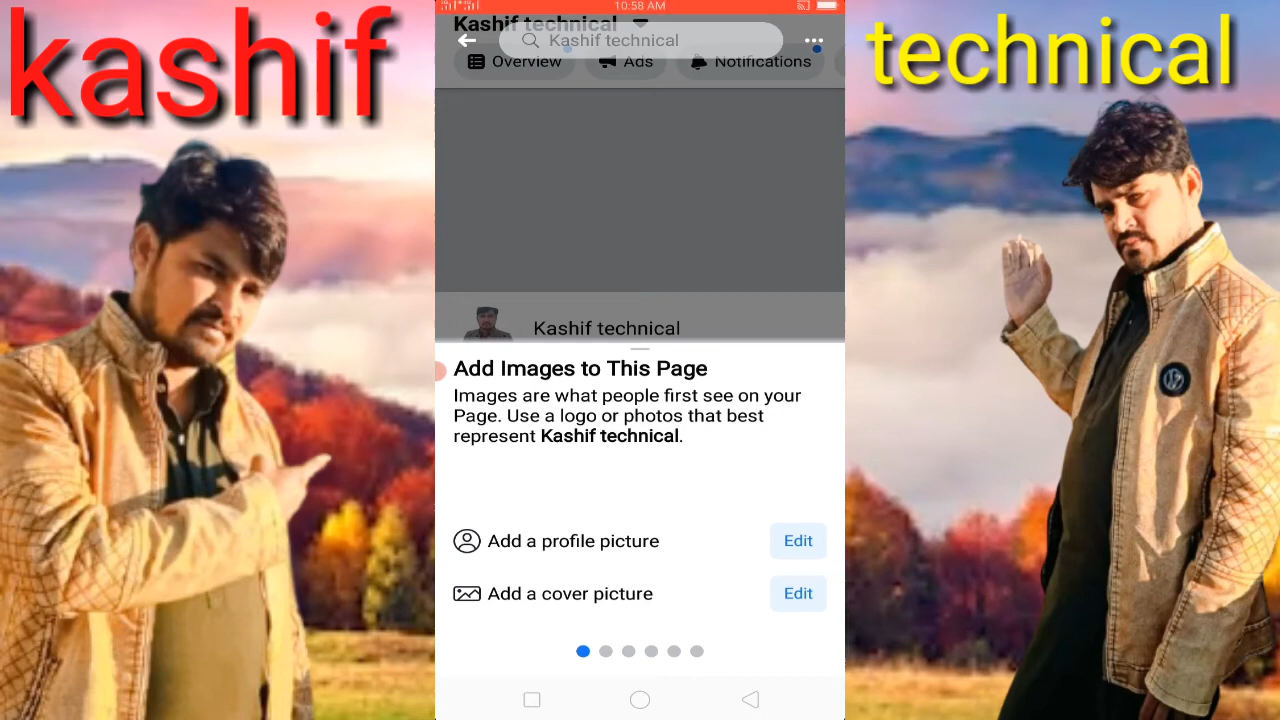 kashif
technical
10:58 AM
Kashif technical
Kashif technical
Overview
Ads
Notifications
Kashif technical
Add Images to This Page
Images are what people first see on your
Page. Use a logo or photos that best
represent Kashif technical.
Add a profile picture
Edit
Add a cover picture
Edit